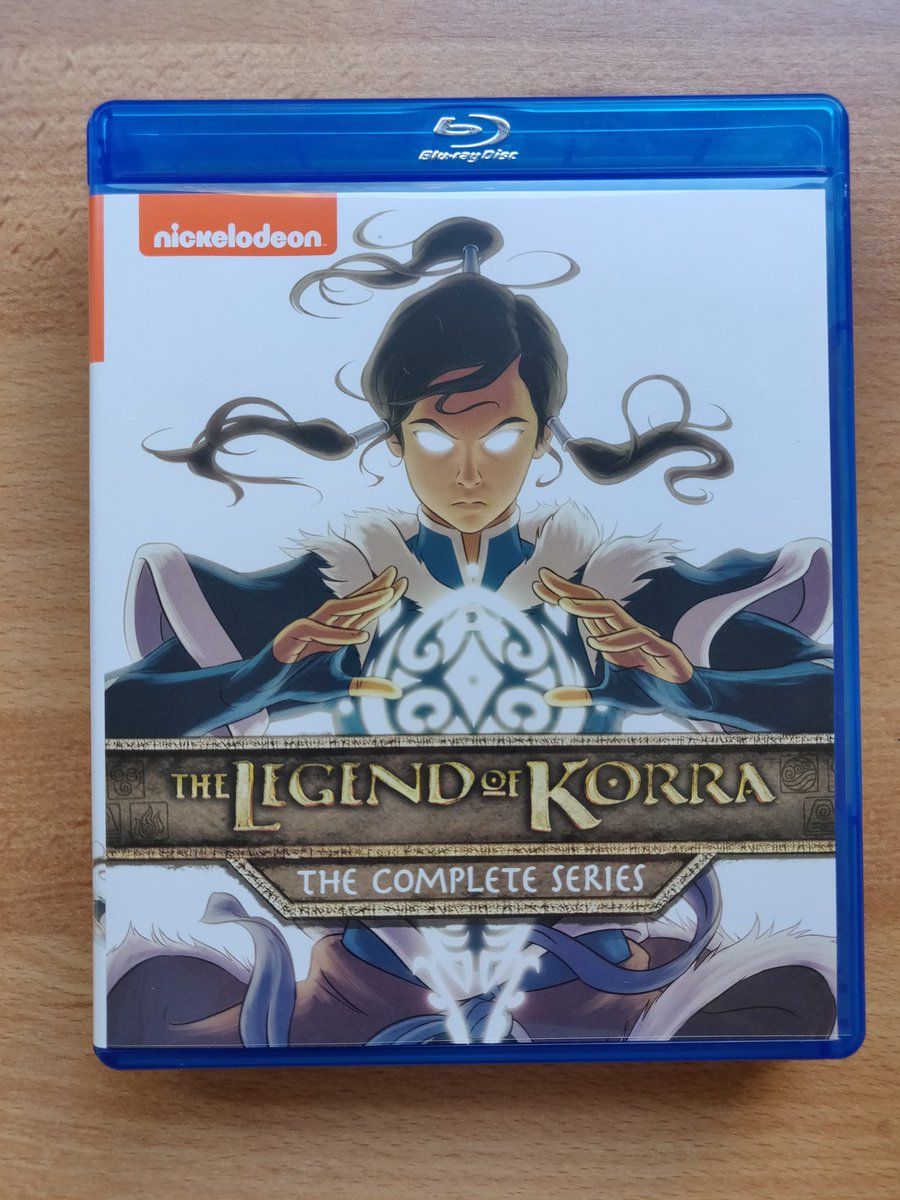 Blu-ray Disc
nickelodeon
THE LEGEND OF KORRA
THE COMPLETE SERIES